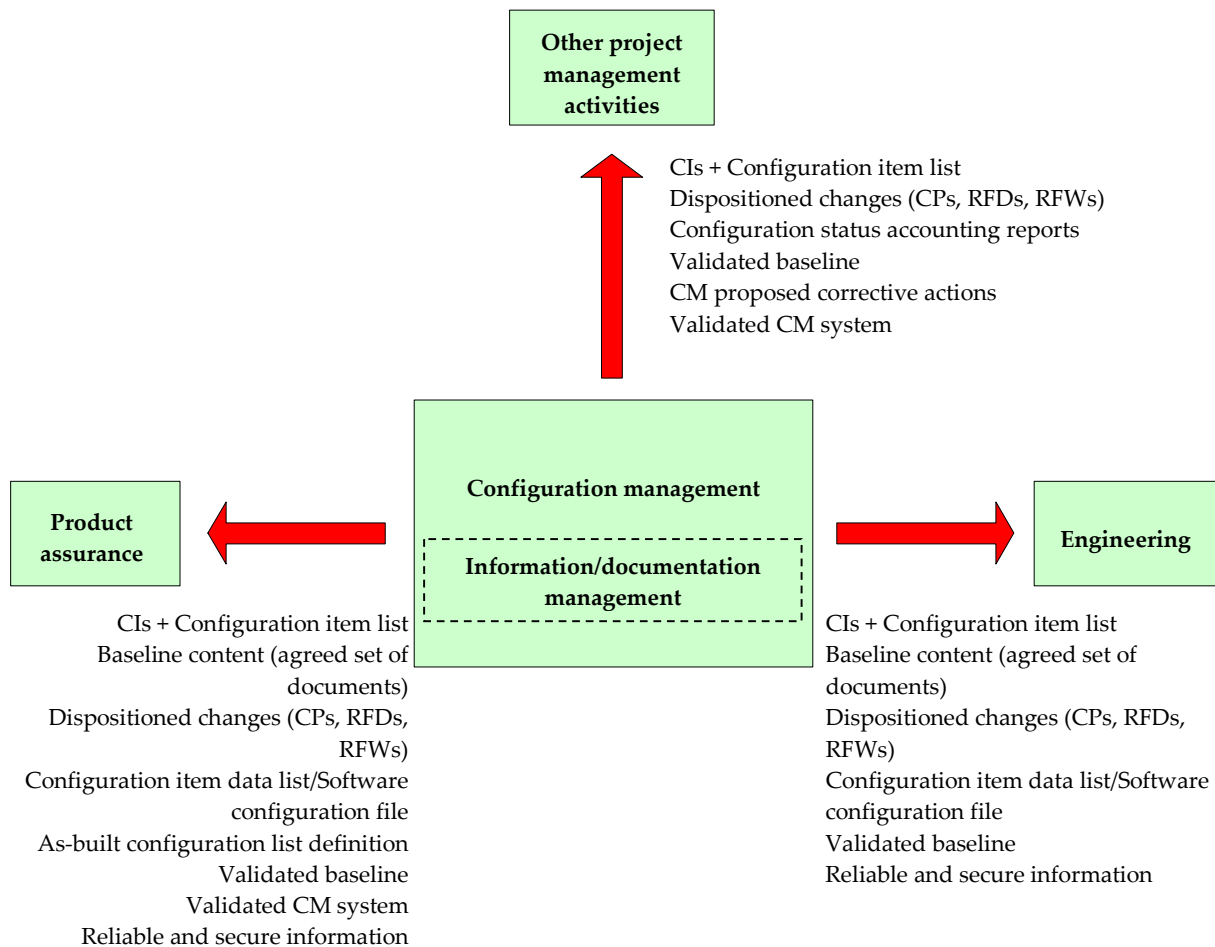 Other project
management
activities
CIs + Configuration item list
Dispositioned changes (CPs, RFDs, RFWs)
Configuration status accounting reports
Validated baseline
CM proposed corrective actions
Validated CM system
Configuration management
Information/documentation
management
Product
assurance
Engineering
CIs + Configuration item list
Baseline content (agreed set of
documents)
Dispositioned changes (CPs, RFDs,
RFWs)
Configuration item data list/Software
configuration file
As-built configuration list definition
Validated baseline
Validated CM system
Reliable and secure information
CIs + Configuration item list
Baseline content (agreed set of
documents)
Dispositioned changes (CPs, RFDs,
RFWs)
Configuration item data list/Software
configuration file
Validated baseline
Reliable and secure information